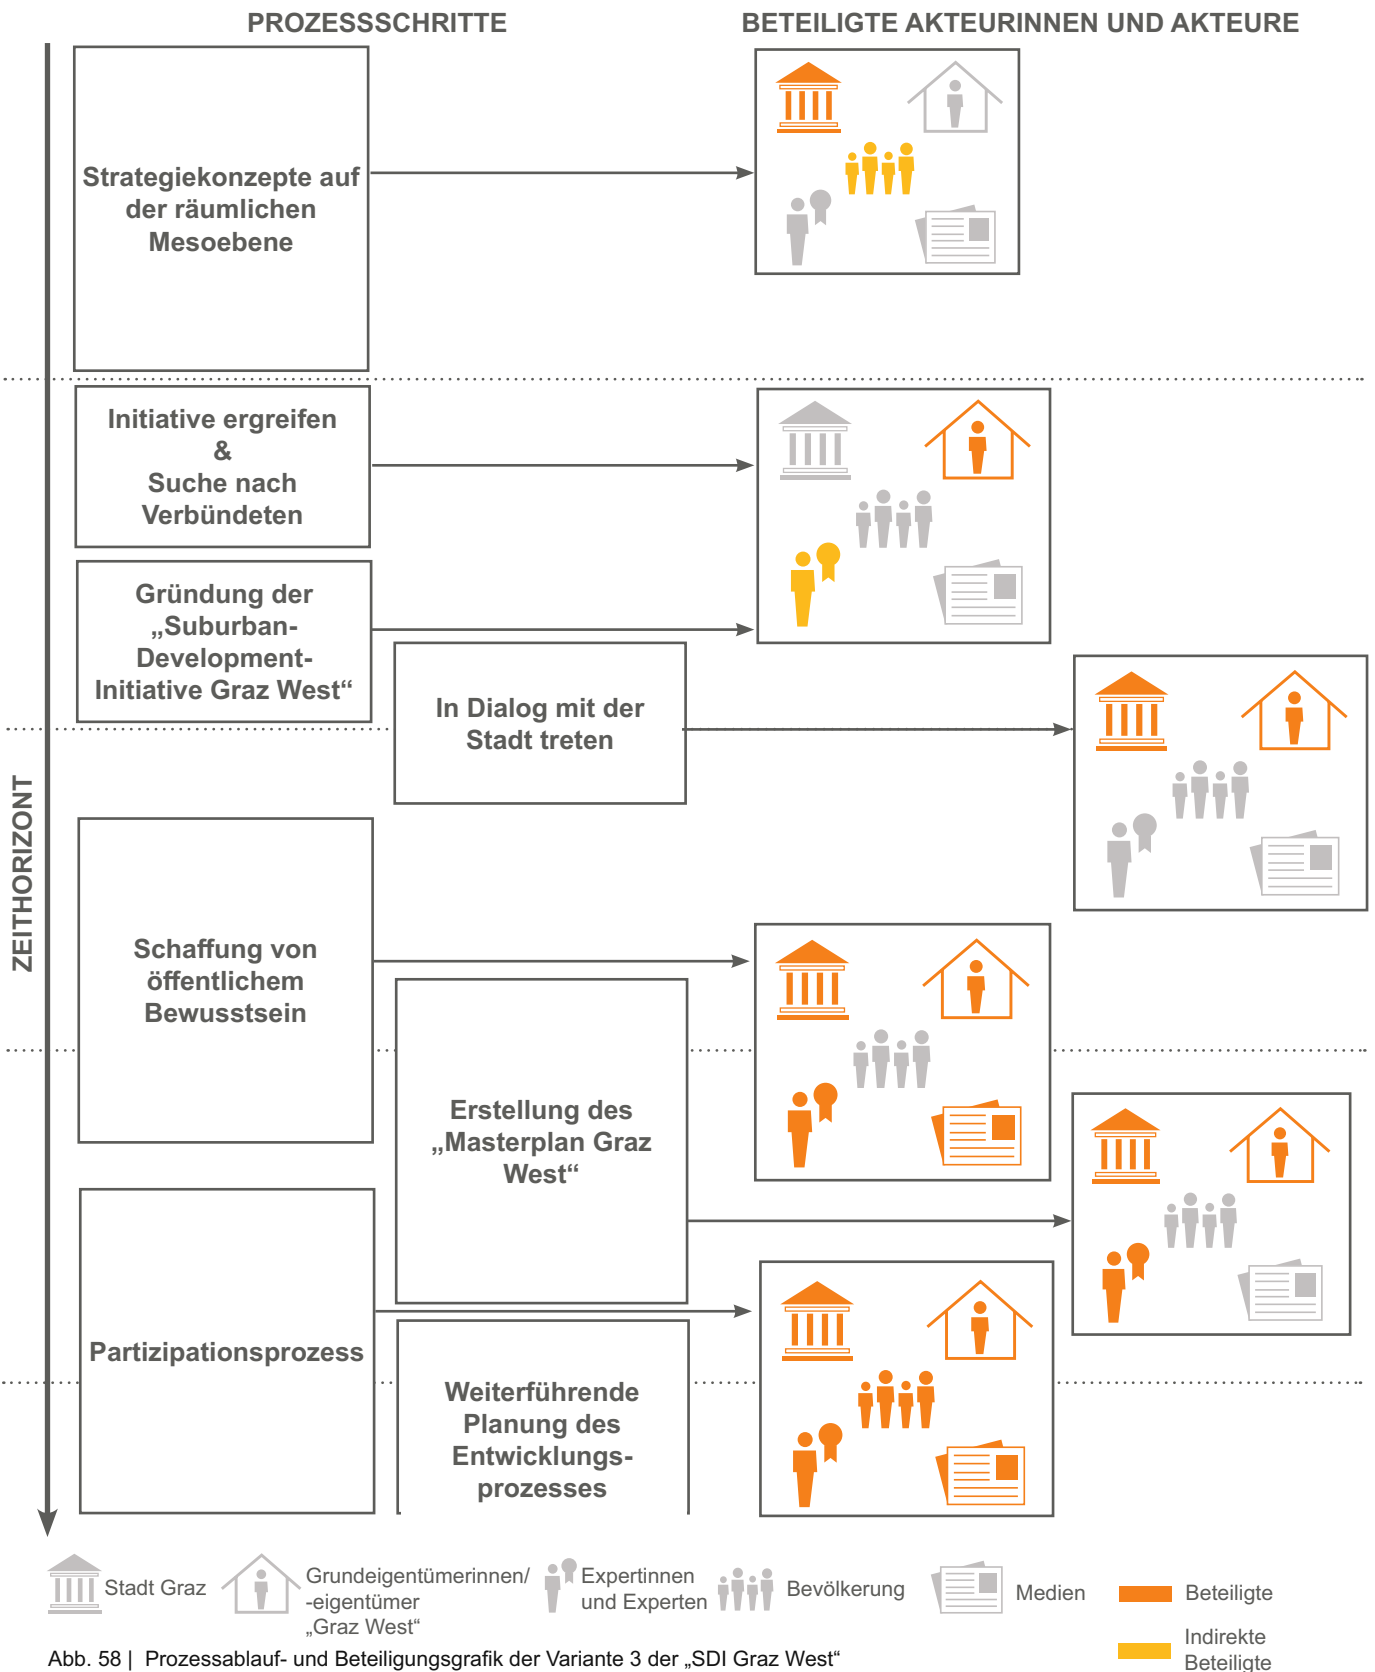 PROZESSSCHRITTE
BETEILIGTE AKTEURINNEN UND AKTEURE
Strategiekonzepte auf
der räumlichen
Mesoebene
Initiative ergreifen
&
Suche nach
Verbündeten
Gründung der
„Suburban-
Development-
Initiative Graz West“
In Dialog mit der
Stadt treten
ZEITHORIZONT
Schaffung von
öffentlichem
Bewusstsein
Erstellung des
„Masterplan Graz
West“
Partizipationsprozess
Weiterführende
Planung des
Entwicklungs-
prozesses
Stadt Graz
Grundeigentümerinnen/
-eigentümer
„Graz West“
Expertinnen
und Experten
Bevölkerung
Medien
Beteiligte
Indirekte
Beteiligte
Abb. 58 | Prozessablauf- und Beteiligungsgrafik der Variante 3 der „SDI Graz West“